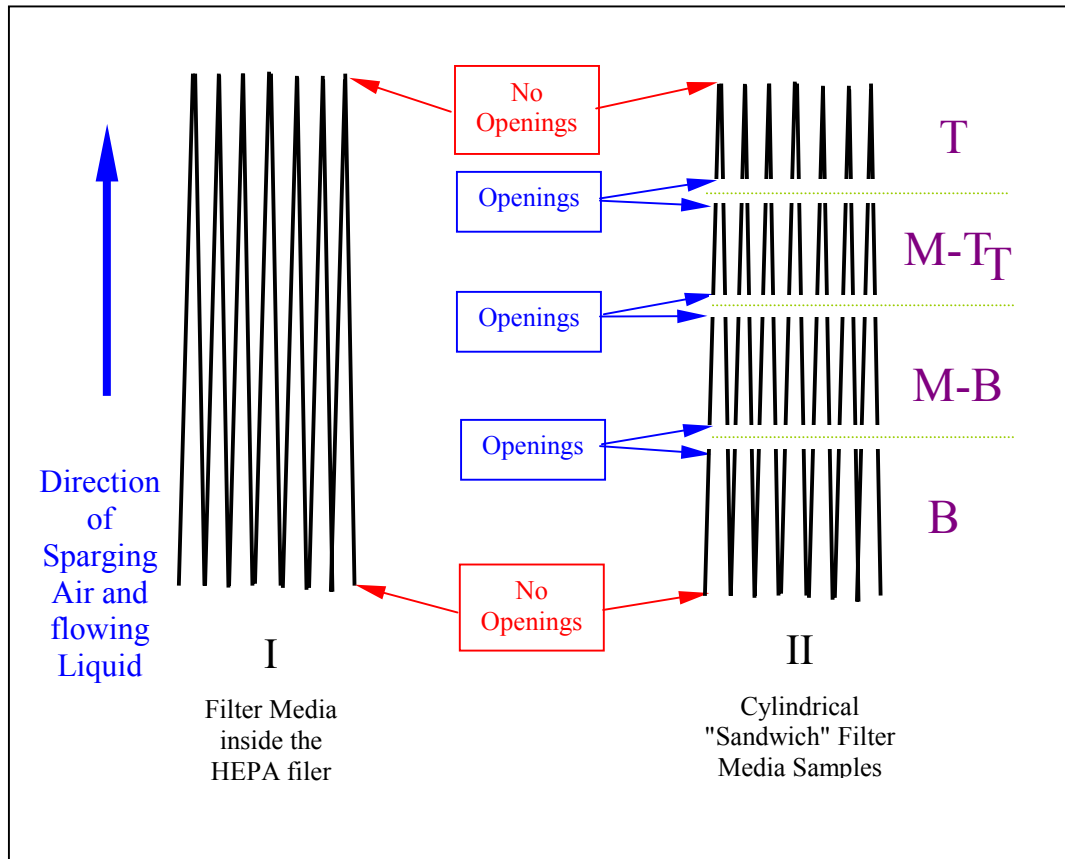 No
Openings
T
Openings
M-TT
Openings
M-B
Openings
Direction
of
Sparging
Air and
flowing
Liquid
B
No
Openings
I
Filter Media
inside the
HEPA filer
II
Cylindrical
"Sandwich" Filter
Media Samples